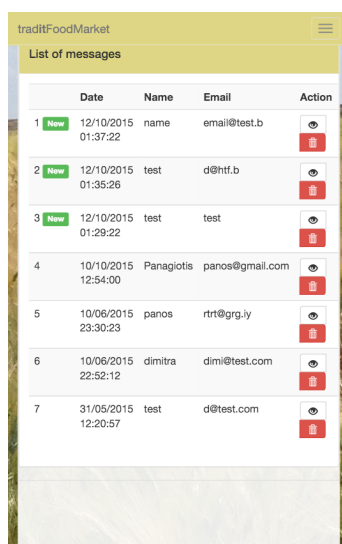 traditFoodMarket
List of messages
Date Name Email Action
1 New 12/10/2015 name email@test.b
01:37:22
2 New 12/10/2015 test d@htf.b
01:35:26
3 New 12/10/2015 test test
01:29:22
4 10/10/2015 Panagiotis panos@gmail.com
12:54:00
5 10/06/2015 panos rtrt@grg.iy
23:30:23
6 10/06/2015 dimitra dimi@test.com
22:52:12
7 31/05/2015 test d@test.com
12:20:57